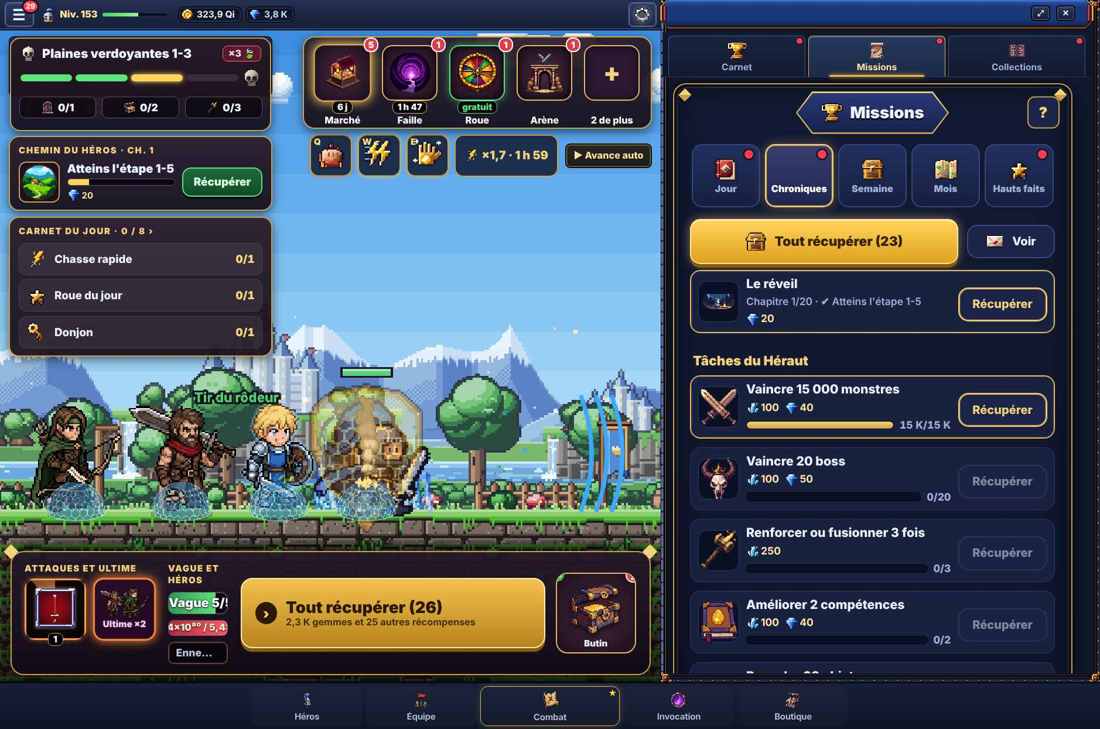 29
Niv. 153
323,9 Qi
3,8 K
Plaines verdoyantes 1-3
×3
0/1
0/2
0/3
CHEMIN DU HÉROS · CH. 1
Atteins l'étape 1-5
20
Récupérer
CARNET DU JOUR · 0 / 8 ›
Chasse rapide
0/1
Roue du jour
0/1
Donjon
0/1
5
6 j
Marché
1
1 h 47
Faille
1
gratuit
Roue
1
Arène
+
2 de plus
Q
W
E
×1,7 · 1 h 59
▶ Avance auto
Tir du rôdeur
ATTAQUES ET ULTIME
1
Ultime ×2
VAGUE ET HÉROS
Vague 5/
Enne...
Tout récupérer (26)
2,3 K gemmes et 25 autres récompenses
Butin
Héros
Équipe
Combat
Invocation
Boutique
Carnet
Missions
Collections
Missions
?
Jour
Chroniques
Semaine
Mois
Hauts faits
Tout récupérer (23)
Voir
Le réveil
Chapitre 1/20 · ✔ Atteins l'étape 1-5
20
Récupérer
Tâches du Héraut
Vaincre 15 000 monstres
100 40
15 K/15 K
Récupérer
Vaincre 20 boss
100 50
0/20
Récupérer
Renforcer ou fusionner 3 fois
250
0/3
Récupérer
Améliorer 2 compétences
100 40
0/2
Récupérer